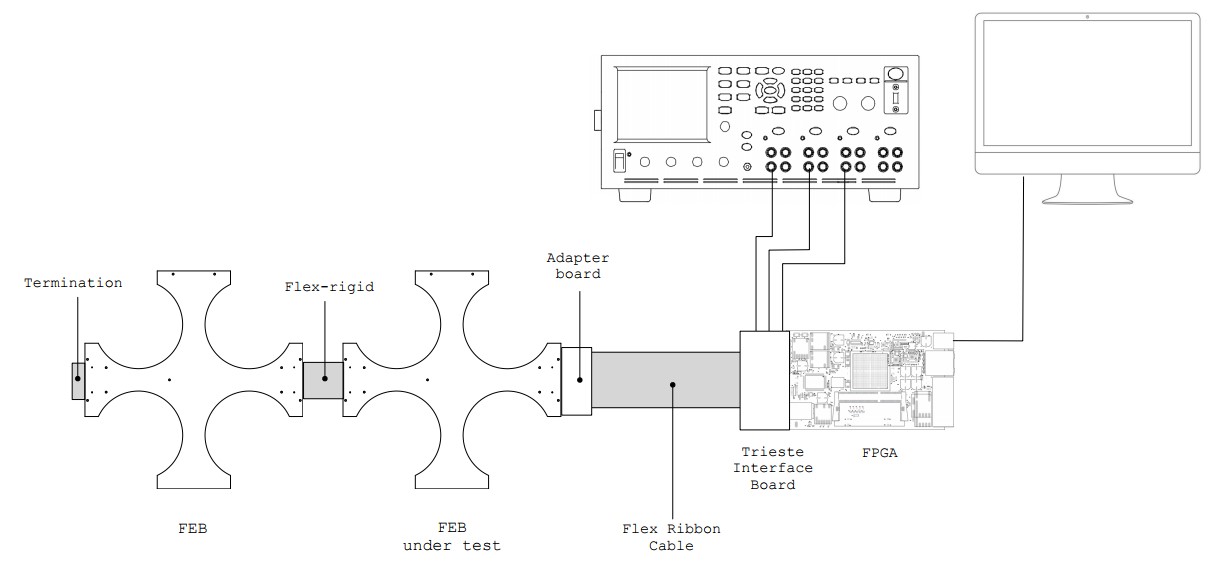 Adapter
board
Termination
Flex-rigid
Trieste
Interface
Board
FPGA
FEB
FEB
under test
Flex Ribbon
Cable